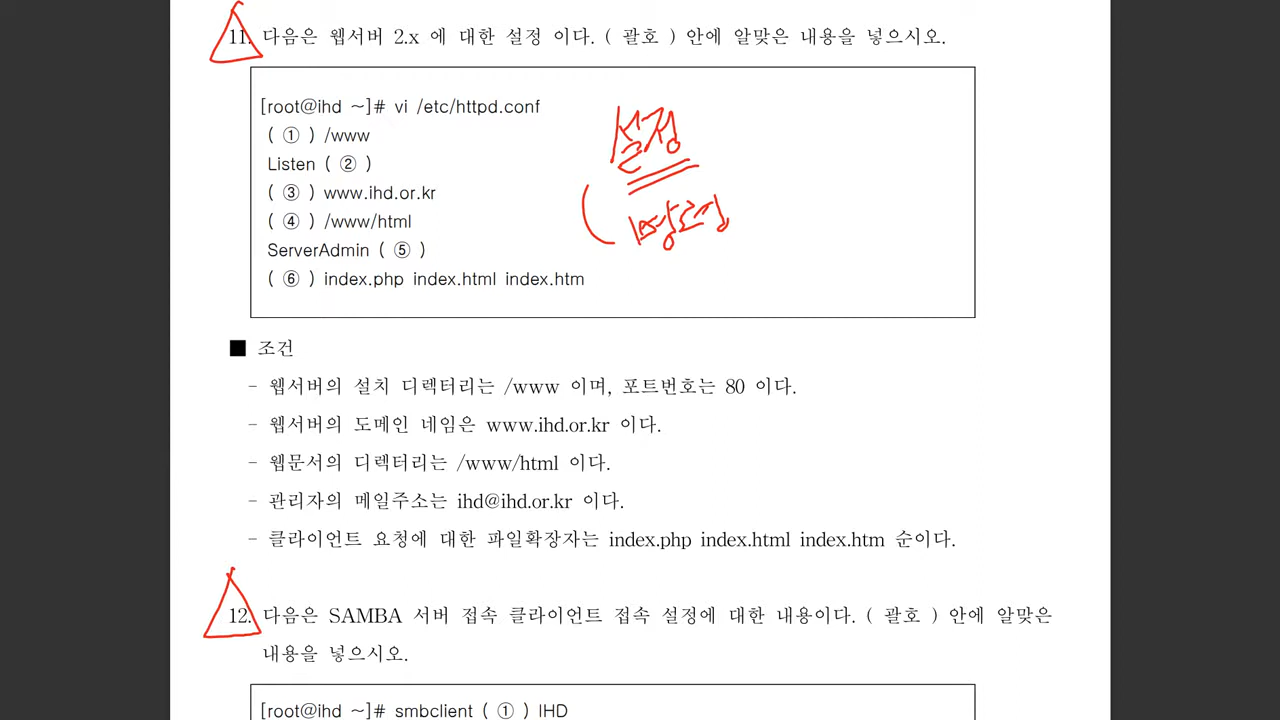 11. 다음은 웹서버 2.x 에 대한 설정 이다. ( 괄호 ) 안에 알맞은 내용을 넣으시오.
[root@ihd ~]# vi /etc/httpd.conf
( ① ) /www
Listen ( ② )
( ③ ) www.ihd.or.kr
( ④ ) /www/html
ServerAdmin ( ⑤ )
( ⑥ ) index.php index.html index.htm
설정
■ 조건
- 웹서버의 설치 디렉터리는 /www 이며, 포트번호는 80 이다.
- 웹서버의 도메인 네임은 www.ihd.or.kr 이다.
- 웹문서의 디렉터리는 /www/html 이다.
- 관리자의 메일주소는 ihd@ihd.or.kr 이다.
- 클라이언트 요청에 대한 파일확장자는 index.php index.html index.htm 순이다.
12. 다음은 SAMBA 서버 접속 클라이언트 접속 설정에 대한 내용이다. ( 괄호 ) 안에 알맞은
내용을 넣으시오.
[root@ihd ~]# smbclient ( ① ) IHD